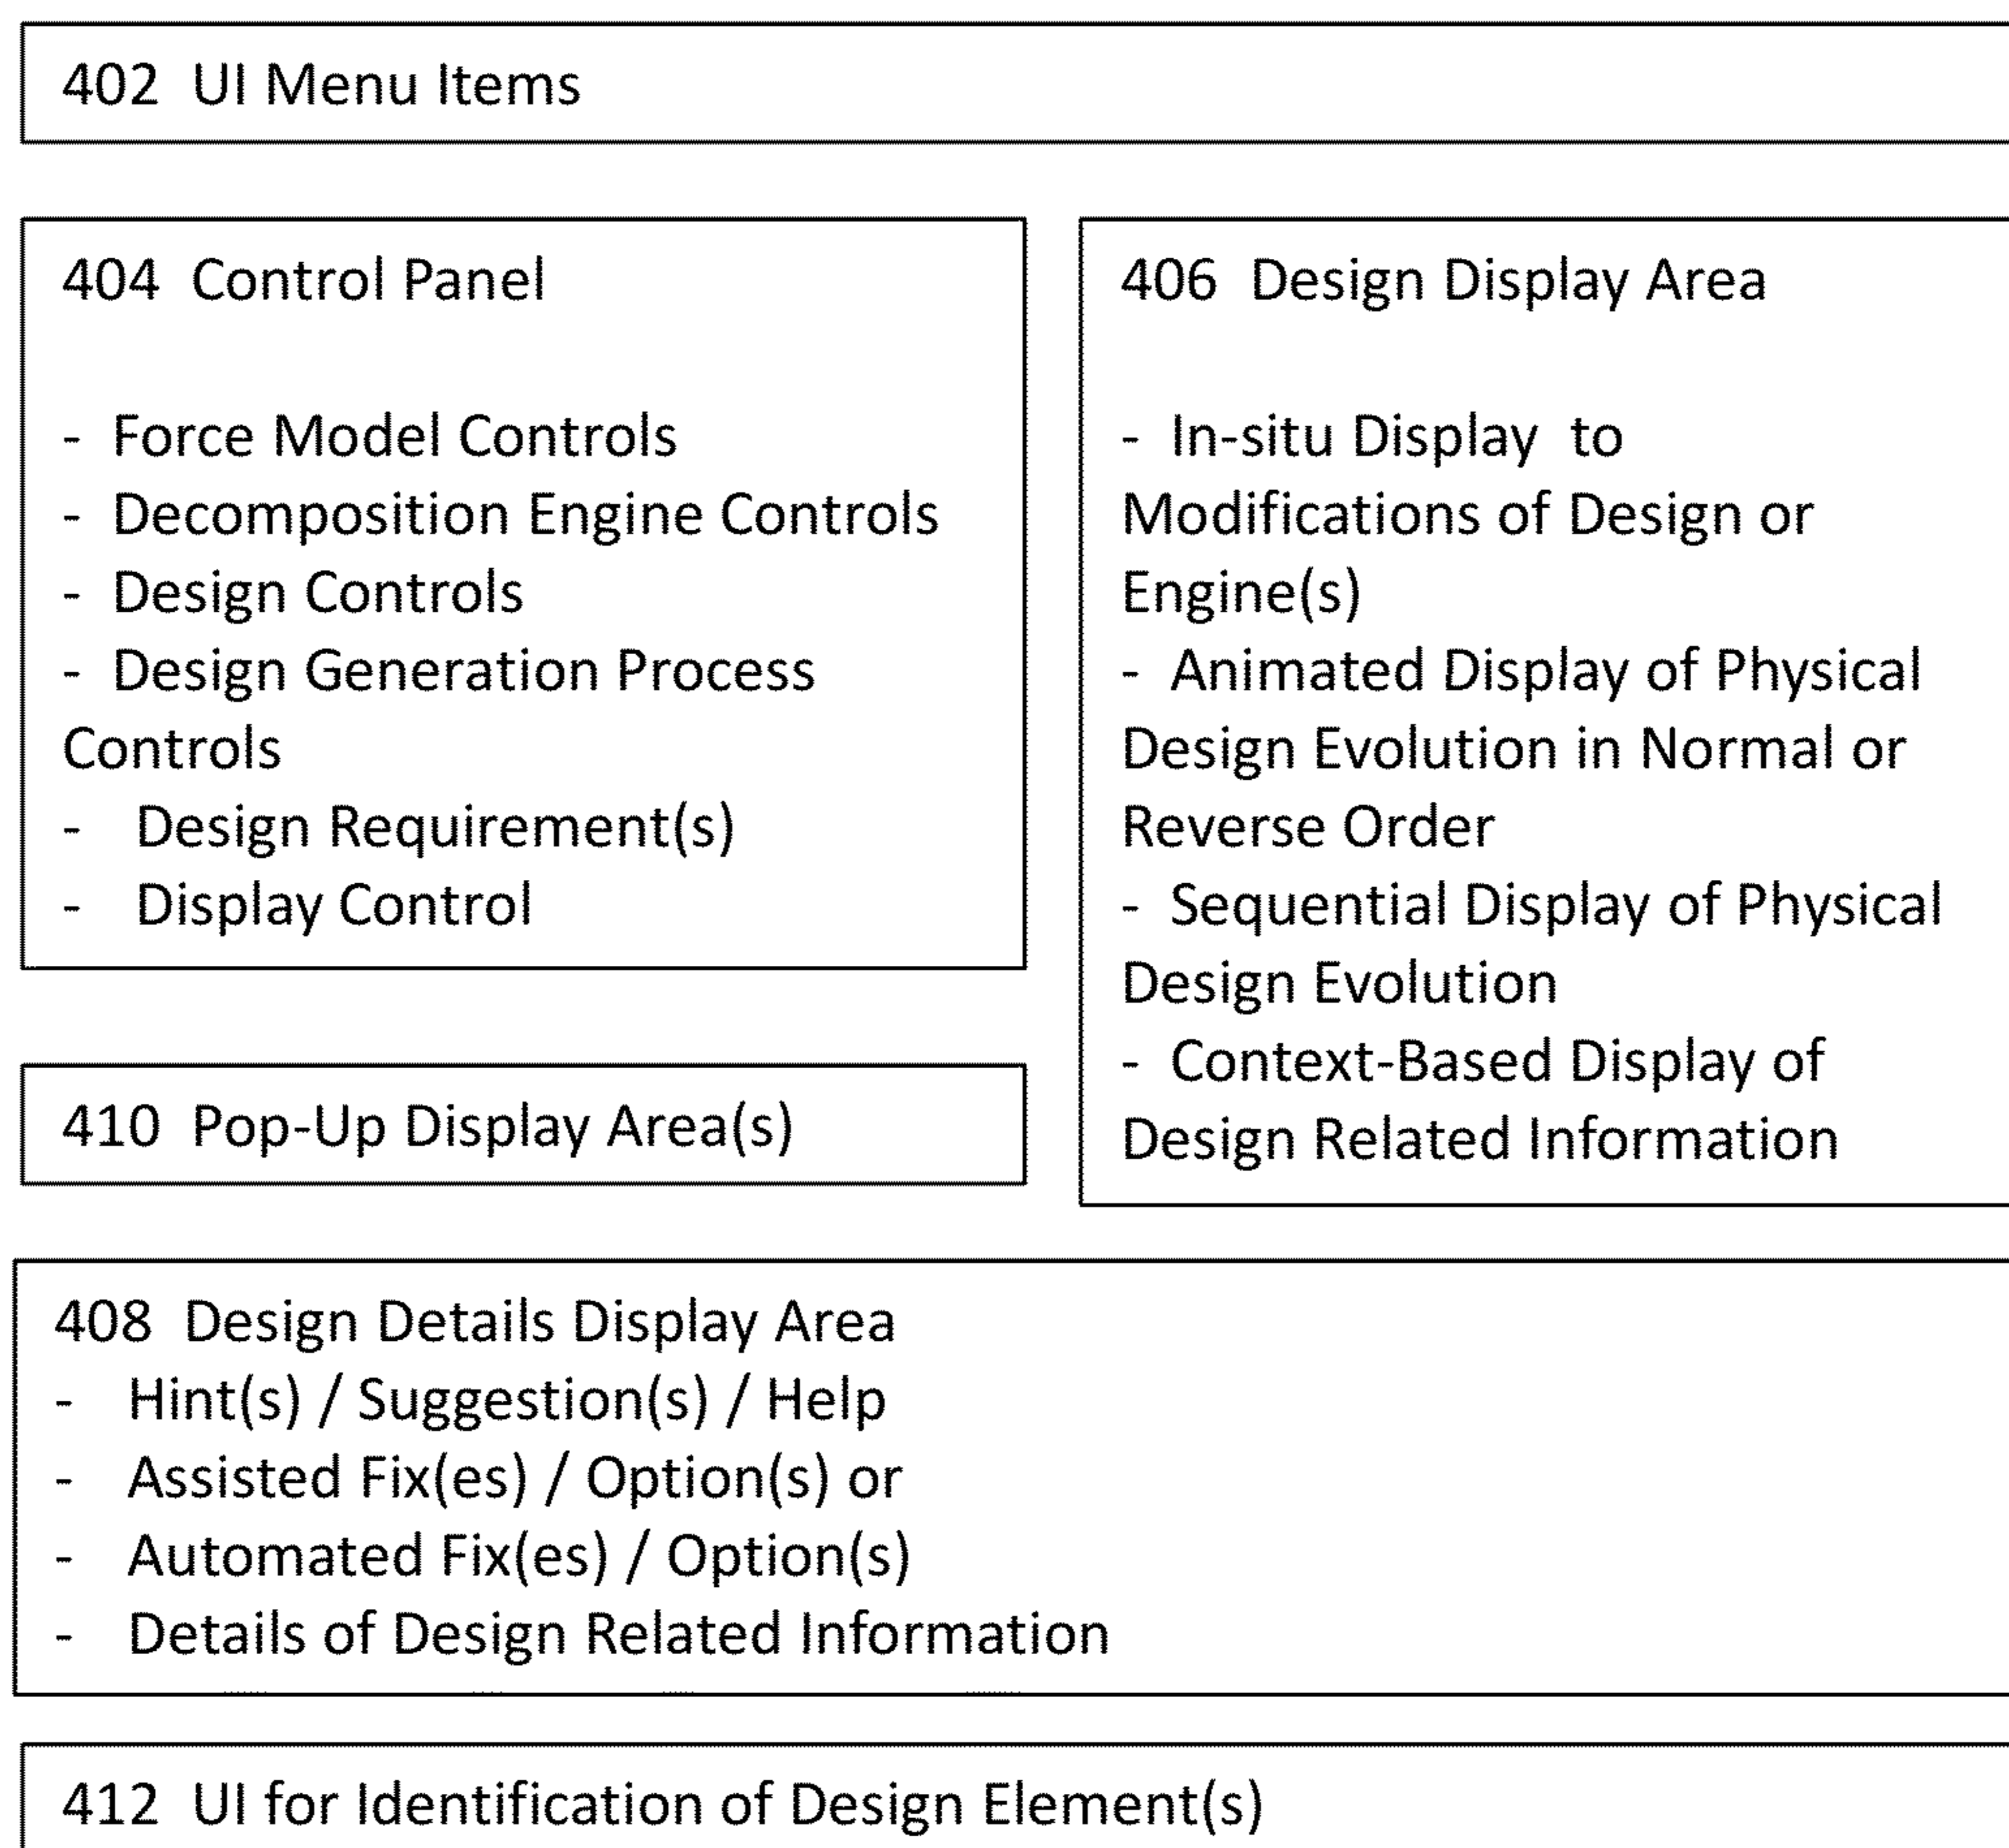 402 UI Menu Items
404 Control Panel
- Force Model Controls
- Decomposition Engine Controls
- Design Controls
- Design Generation Process
Controls
- Design Requirement(s)
- Display Control
406 Design Display Area
- In-situ Display to
Modifications of Design or
Engine(s)
- Animated Display of Physical
Design Evolution in Normal or
Reverse Order
- Sequential Display of Physical
Design Evolution
- Context-Based Display of
Design Related Information
410 Pop-Up Display Area(s)
408 Design Details Display Area
- Hint(s) / Suggestion(s) / Help
- Assisted Fix(es) / Option(s) or
- Automated Fix(es) / Option(s)
- Details of Design Related Information
412 UI for Identification of Design Element(s)